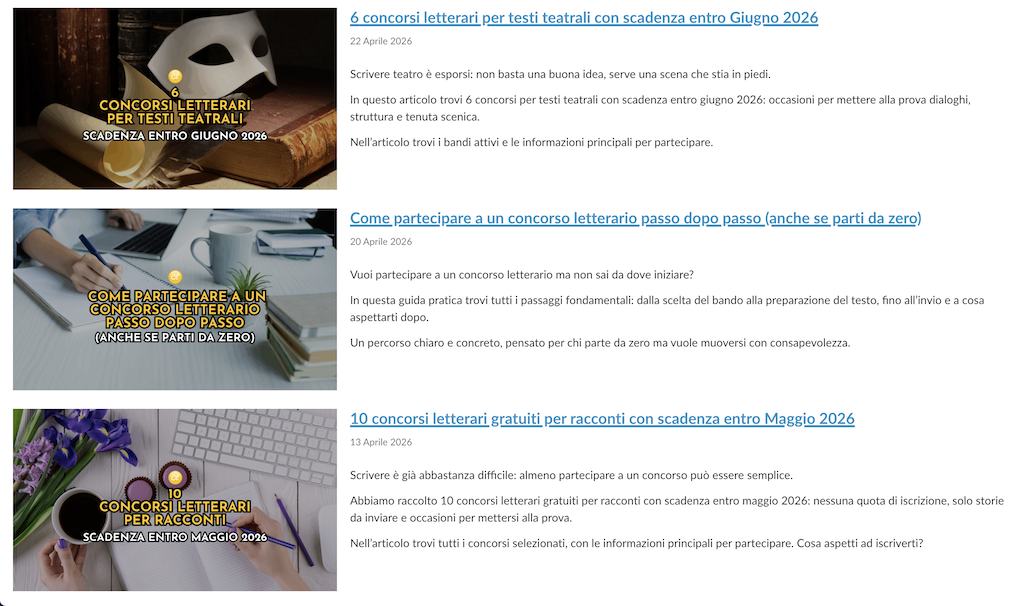 6
CONCORSI LETTERARI
PER TESTI TEATRALI
SCADENZA ENTRO GIUGNO 2026
6 concorsi letterari per testi teatrali con scadenza entro Giugno 2026
22 Aprile 2026
Scrivere teatro è esporsi: non basta una buona idea, serve una scena che stia in piedi.
In questo articolo trovi 6 concorsi per testi teatrali con scadenza entro giugno 2026: occasioni per mettere alla prova dialoghi,
struttura e tenuta scenica.
Nell'articolo trovi i bandi attivi e le informazioni principali per partecipare.
COME PARTECIPARE A UN
CONCORSO LETTERARIO
PASSO DOPO PASSO
(ANCHE SE PARTI DA ZERO)
Come partecipare a un concorso letterario passo dopo passo (anche se parti da zero)
20 Aprile 2026
Vuoi partecipare a un concorso letterario ma non sai da dove iniziare?
In questa guida pratica trovi tutti i passaggi fondamentali: dalla scelta del bando alla preparazione del testo, fino all'invio e a cosa
aspettarti dopo.
Un percorso chiaro e concreto, pensato per chi parte da zero ma vuole muoversi con consapevolezza.
10
CONCORSI LETTERARI
PER RACCONTI
SCADENZA ENTRO MAGGIO 2026
10 concorsi letterari gratuiti per racconti con scadenza entro Maggio 2026
13 Aprile 2026
Scrivere è già abbastanza difficile: almeno partecipare a un concorso può essere semplice.
Abbiamo raccolto 10 concorsi letterari gratuiti per racconti con scadenza entro maggio 2026: nessuna quota di iscrizione, solo storie
da inviare e occasioni per mettersi alla prova.
Nell'articolo trovi tutti i concorsi selezionati, con le informazioni principali per partecipare. Cosa aspetti ad iscriverti?